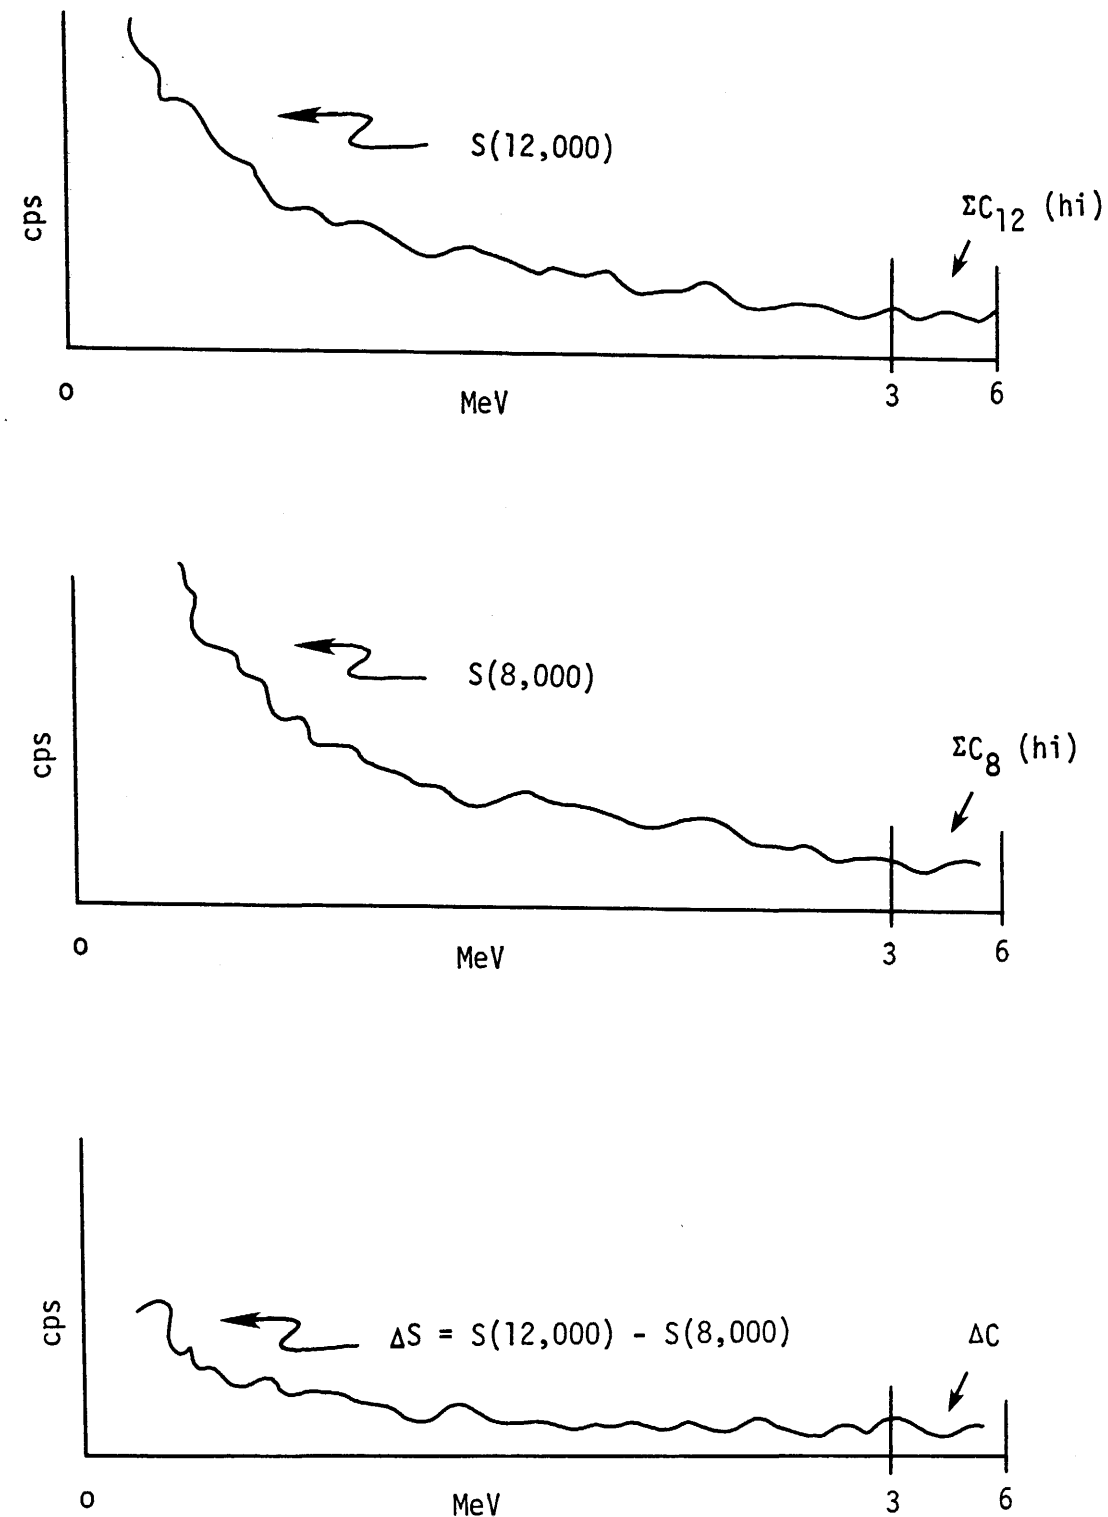 S(12,000)
cps
ΣC12 (hi)
0 MeV 3 6
S(8,000)
cps
ΣC8 (hi)
0 MeV 3 6
cps
ΔS = S(12,000) - S(8,000)
ΔC
0 MeV 3 6